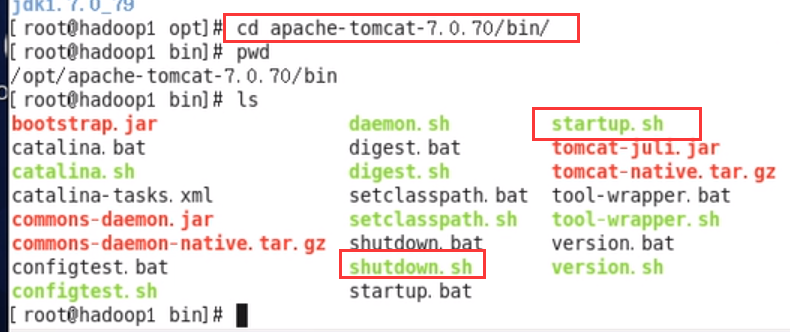 jdk1.7.0_79
[root@hadoop1 opt]# cd apache-tomcat-7.0.70/bin/
[root@hadoop1 bin]# pwd
/opt/apache-tomcat-7.0.70/bin
[root@hadoop1 bin]# ls
bootstrap.jar daemon.sh startup.sh
catalina.bat digest.bat tomcat-juli.jar
catalina.sh digest.sh tomcat-native.tar.gz
catalina-tasks.xml setclasspath.bat tool-wrapper.bat
commons-daemon.jar setclasspath.sh tool-wrapper.sh
commons-daemon-native.tar.gz shutdown.bat version.bat
configtest.bat shutdown.sh version.sh
configtest.sh startup.bat
[root@hadoop1 bin]#